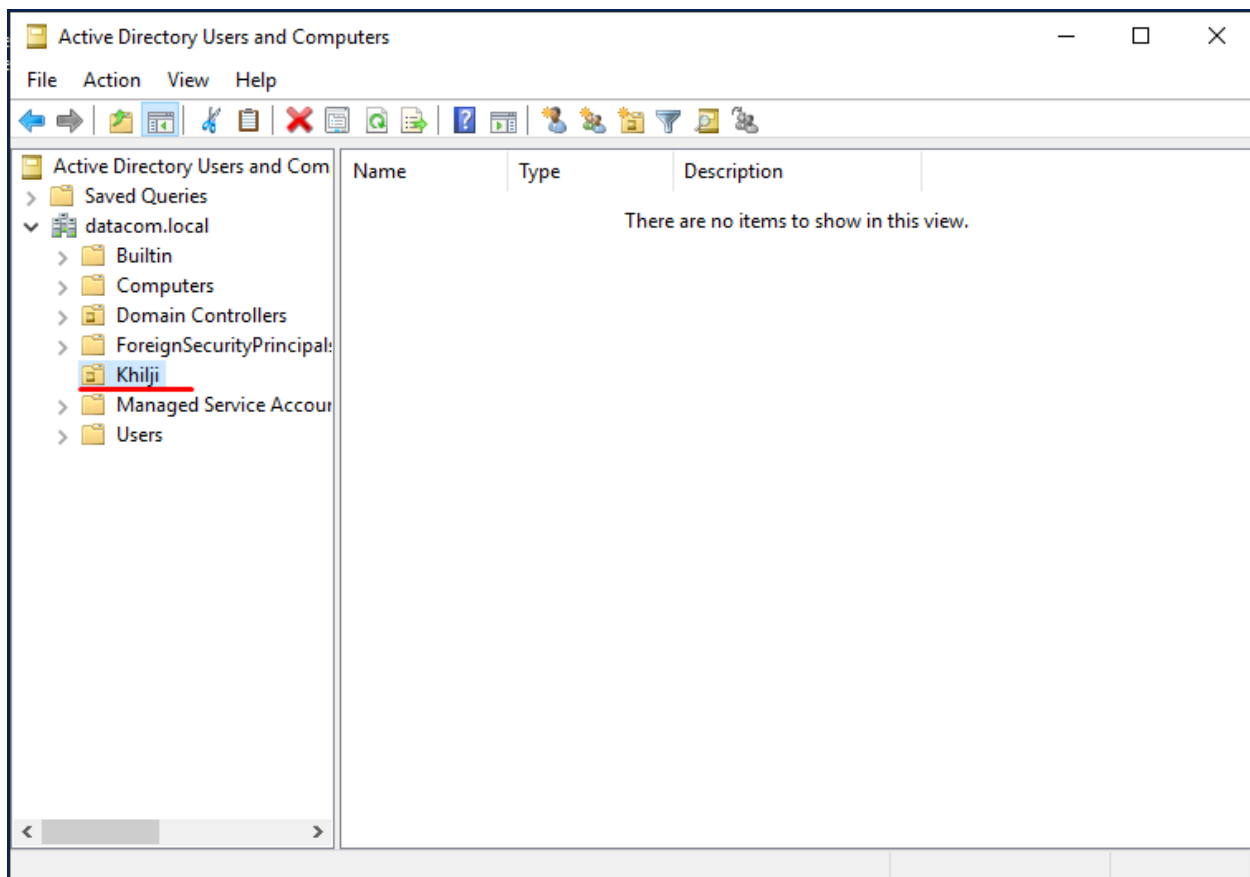 Active Directory Users and Computers
File Action View Help
Active Directory Users and Com
Name Type Description
Saved Queries
There are no items to show in this view.
datacom.local
Builtin
Computers
Domain Controllers
ForeignSecurityPrincipals
Khilji
Managed Service Accour
Users